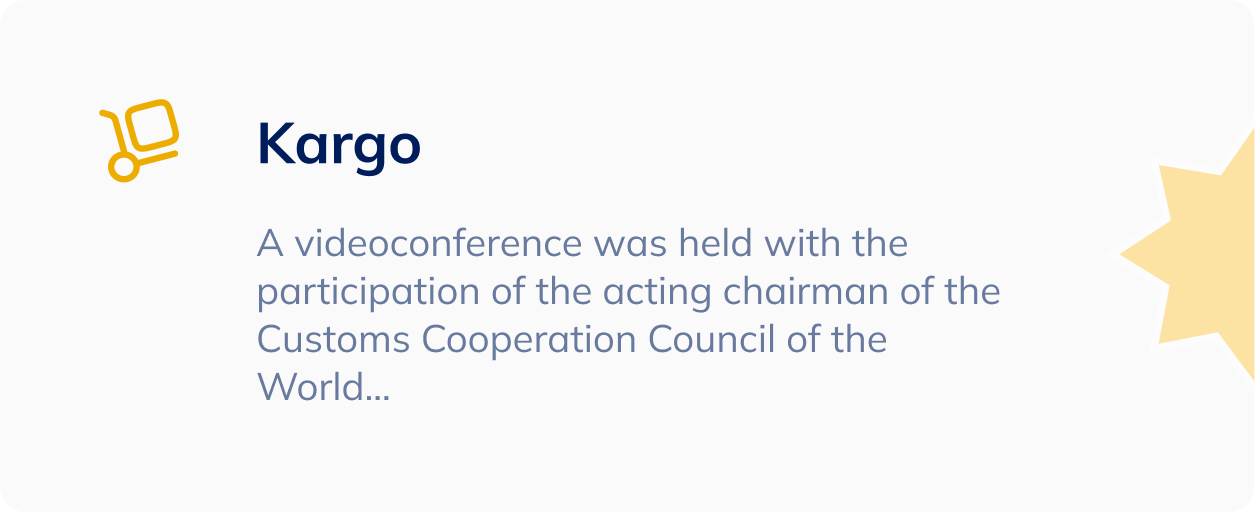 Kargo
A videoconference was held with the
participation of the acting chairman of the
Customs Cooperation Council of the
World...